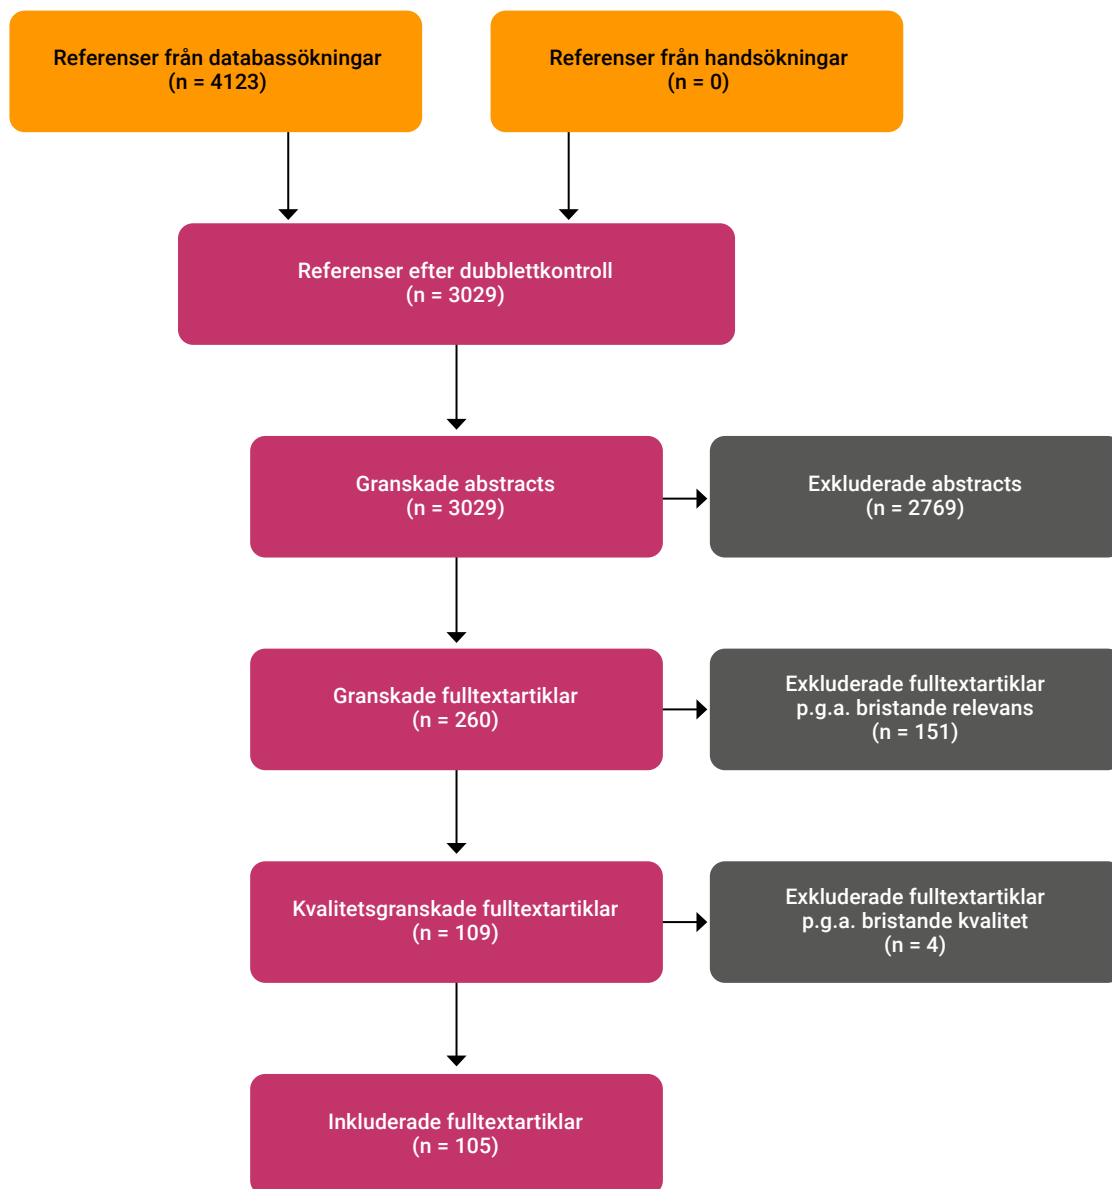 Referenser från databassökningar
(n = 4123)
Referenser från handsökningar
(n = 0)
Referenser efter dubblettkontroll
(n = 3029)
Granskade abstracts
(n = 3029)
Exkluderade abstracts
(n = 2769)
Granskade fulltextartiklar
(n = 260)
Exkluderade fulltextartiklar
p.g.a. bristande relevans
(n = 151)
Kvalitetsgranskade fulltextartiklar
(n = 109)
Exkluderade fulltextartiklar
p.g.a. bristande kvalitet
(n = 4)
Inkluderade fulltextartiklar
(n = 105)